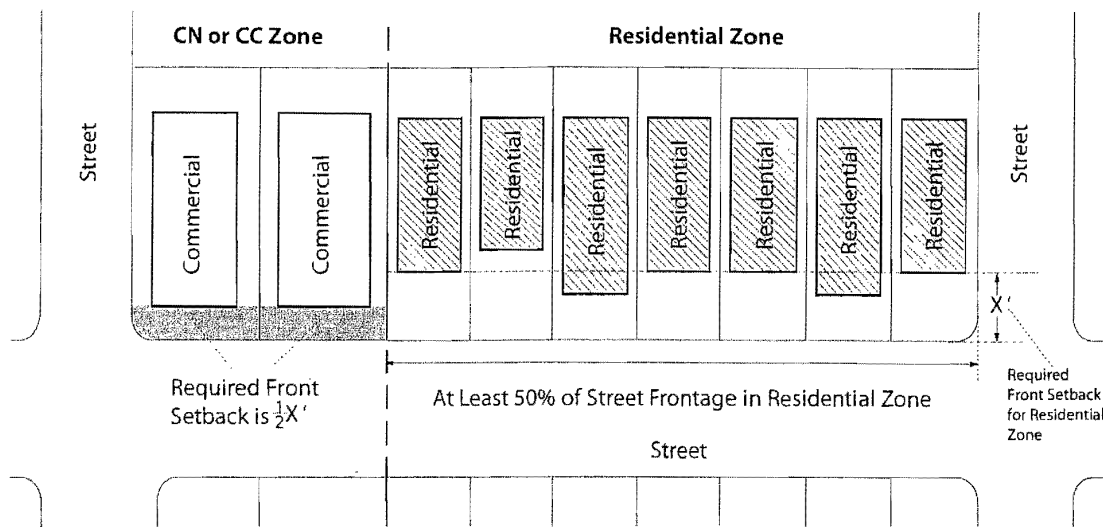 CN or CC Zone
Residential Zone
Street
Commercial
Commercial
Residential
Residential
Residential
Residential
Residential
Residential
Residential
Street
X'
Required Front
Setback is ½X'
At Least 50% of Street Frontage in Residential Zone
Required
Front Setback
for Residential
Zone
Street